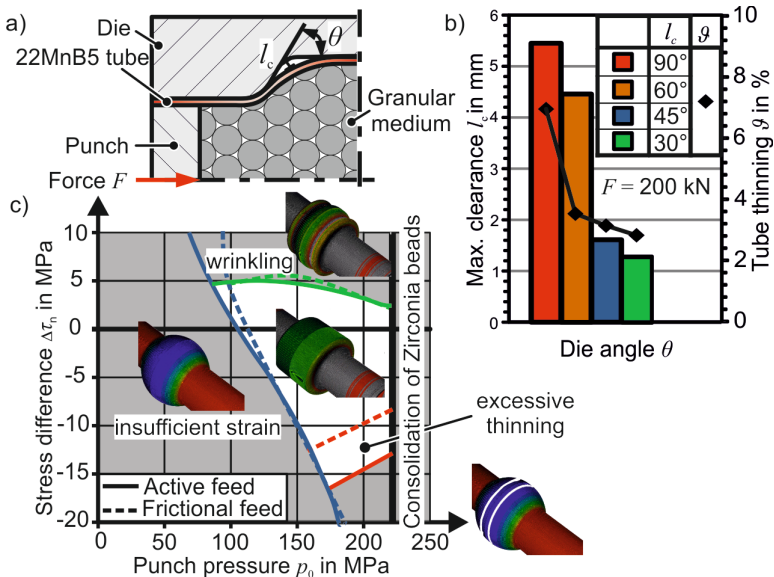 a)
Die
22MnB5 tube
Punch
Force F
l_c
θ
Granular
medium
b)
Max. clearance l_c in mm
6
5
4
3
2
1
0
l_c
ϑ
90°
60°
45°
30°
F = 200 kN
10
8
6
4
2
0
Tube thinning ϑ in %
Die angle θ
c)
Stress difference Δτ_n in MPa
10
5
0
-5
-10
-15
-20
wrinkling
insufficient strain
excessive
thinning
Consolidation of Zirconia beads
Active feed
Frictional feed
0
50
100
150
200
250
Punch pressure p_0 in MPa